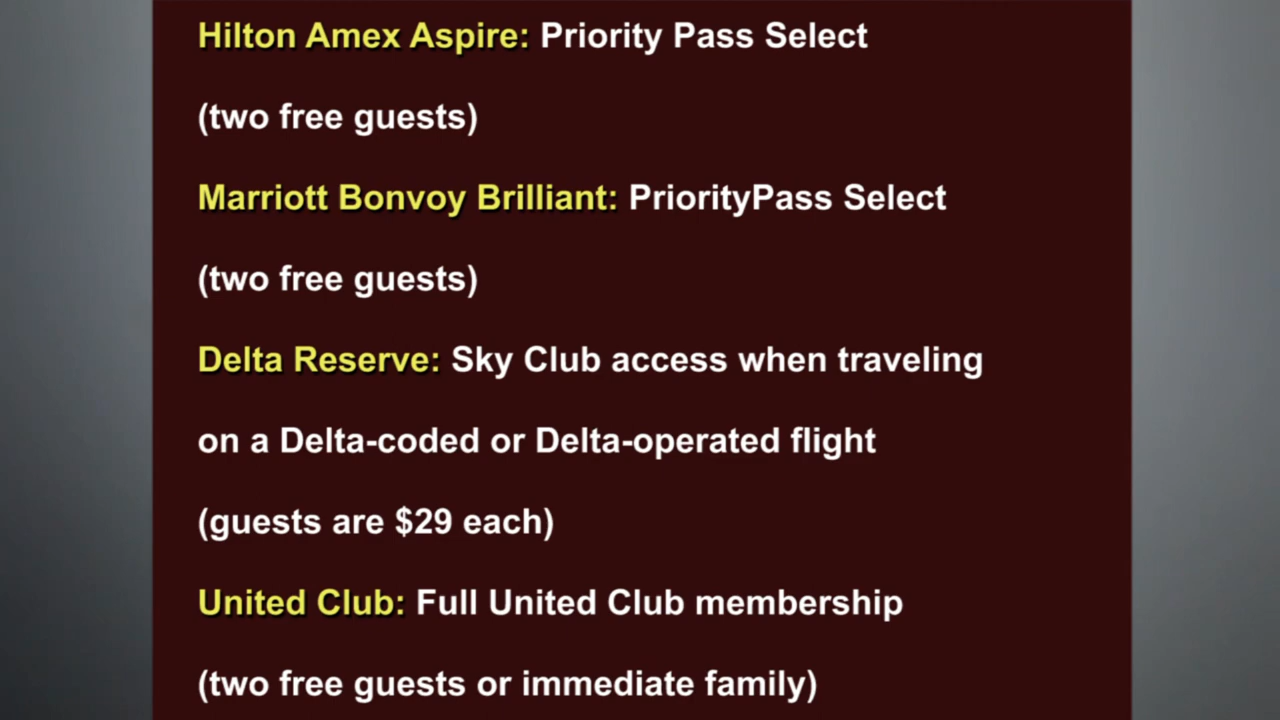 Hilton Amex Aspire: Priority Pass Select
(two free guests)
Marriott Bonvoy Brilliant: PriorityPass Select
(two free guests)
Delta Reserve: Sky Club access when traveling
on a Delta-coded or Delta-operated flight
(guests are $29 each)
United Club: Full United Club membership
(two free guests or immediate family)